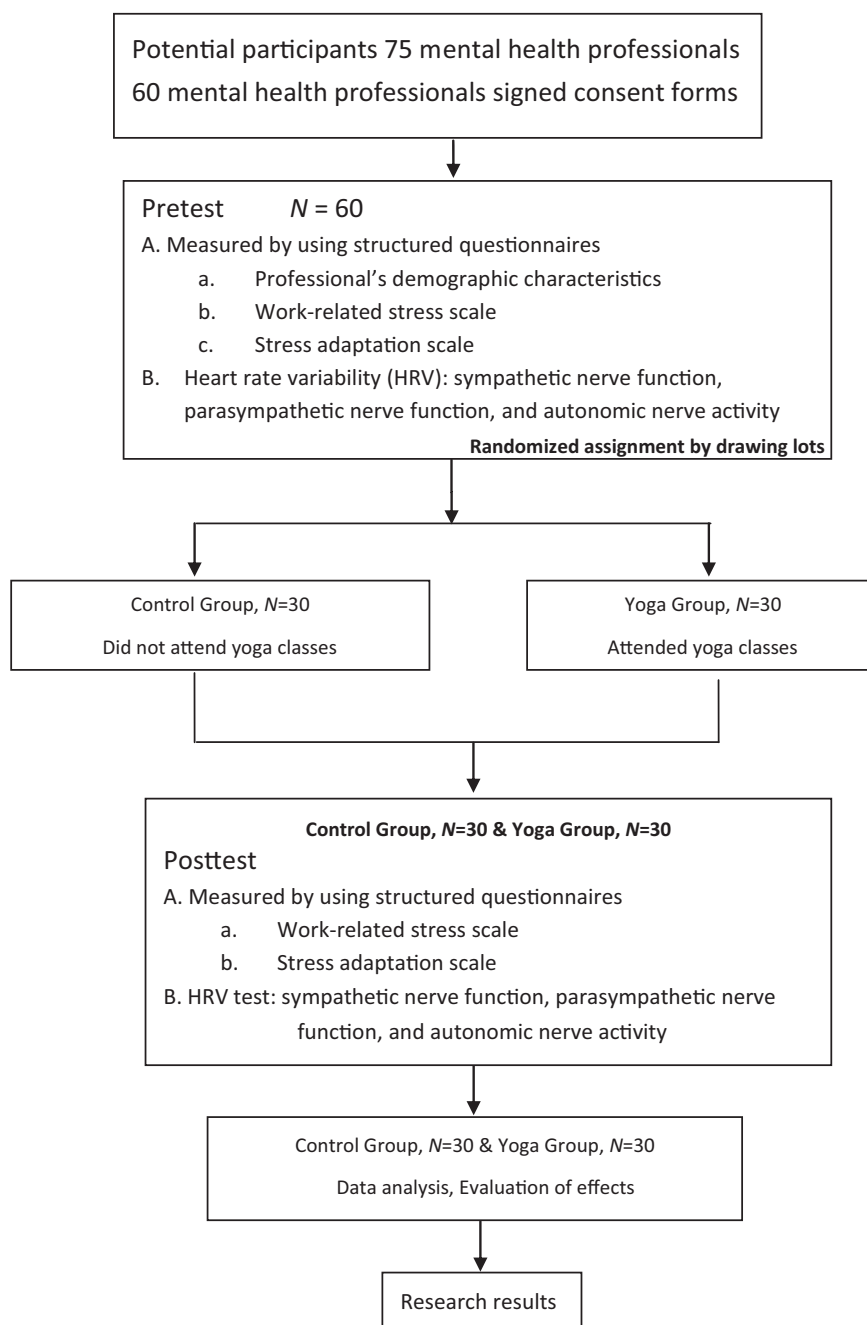 Potential participants 75 mental health professionals
60 mental health professionals signed consent forms
Pretest N = 60
A. Measured by using structured questionnaires
a. Professional's demographic characteristics
b. Work-related stress scale
c. Stress adaptation scale
B. Heart rate variability (HRV): sympathetic nerve function,
parasympathetic nerve function, and autonomic nerve activity
Randomized assignment by drawing lots
Control Group, N=30
Did not attend yoga classes
Yoga Group, N=30
Attended yoga classes
Control Group, N=30 & Yoga Group, N=30
Posttest
A. Measured by using structured questionnaires
a. Work-related stress scale
b. Stress adaptation scale
B. HRV test: sympathetic nerve function, parasympathetic nerve
function, and autonomic nerve activity
Control Group, N=30 & Yoga Group, N=30
Data analysis, Evaluation of effects
Research results